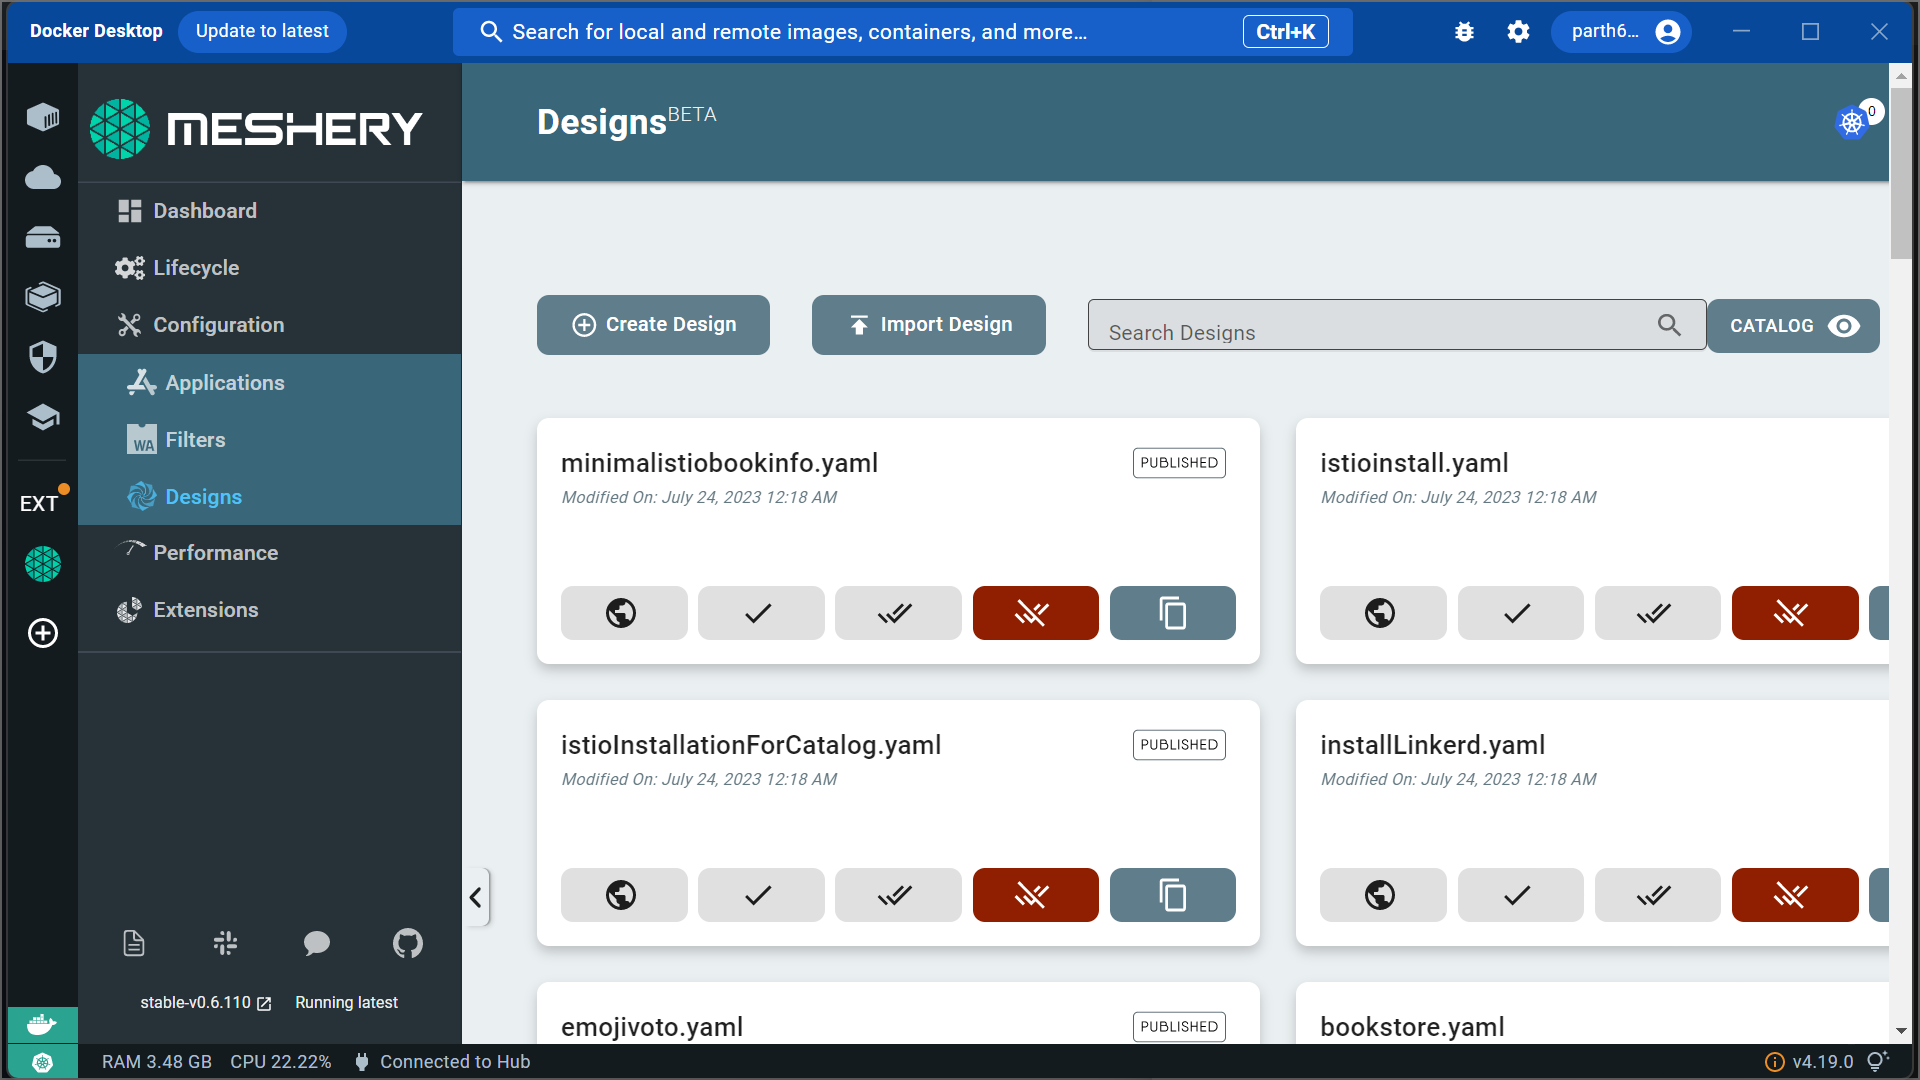 Docker Desktop
Update to latest
Search for local and remote images, containers, and more...
Ctrl+K
parth6...
MESHERY
Dashboard
Lifecycle
Configuration
Applications
WA
Filters
Designs
Performance
Extensions
EXT
stable-v0.6.110
Running latest
Designs BETA
0
Create Design
Import Design
Search Designs
CATALOG
minimalistiobookinfo.yaml
PUBLISHED
Modified On: July 24, 2023 12:18 AM
istioinstall.yaml
Modified On: July 24, 2023 12:18 AM
istioInstallationForCatalog.yaml
PUBLISHED
Modified On: July 24, 2023 12:18 AM
installLinkerd.yaml
Modified On: July 24, 2023 12:18 AM
emojivoto.yaml
PUBLISHED
bookstore.yaml
RAM 3.48 GB
CPU 22.22%
Connected to Hub
v4.19.0